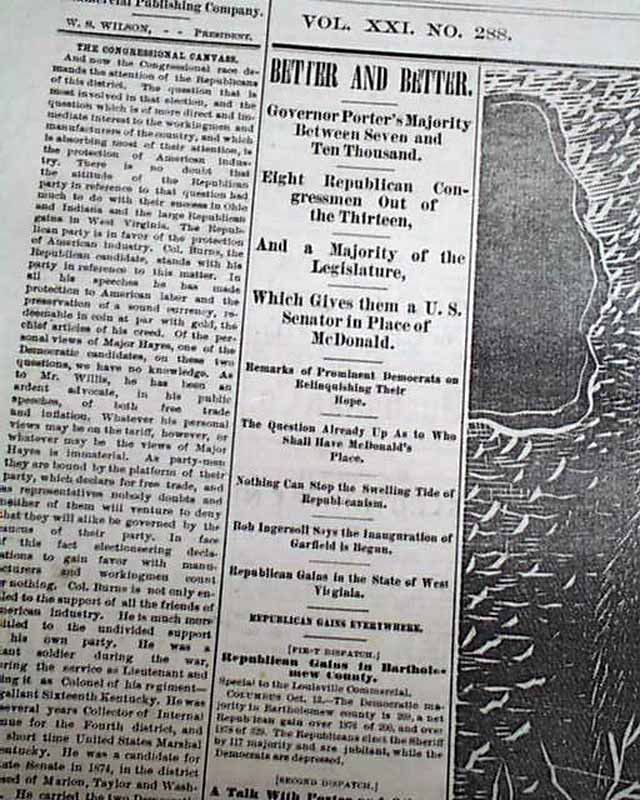 mercial Publishing Company.
W. S. WILSON, - - PRESIDENT.
THE CONGRESSIONAL CANVASS.
And now the Congressional race de-
mands the attention of the Republicans
of this district. The question that is
most involved in that election, and the
question which is of more direct and im-
mediate interest to the workingmen and
manufacturers of the country, and which
is absorbing most of their attention, is
the protection of American indus-
try. There is no doubt that
the attitude of the Republican
party in reference to that question had
much to do with their success in Ohio
and Indiana and the large Republican
gains in West Virginia. The Repub-
lican party is in favor of the protection
of American industry. Col. Burns, the
Republican candidate, stands with his
party in reference to this matter. In
all his speeches he has made
protection to American labor and the
preservation of a sound currency, re-
deemable in coin at par with gold, the
chief articles of his creed. Of the per-
sonal views of Major Hayes, one of the
Democratic candidates, on these two
questions, we have no knowledge. As
to Mr. Willis, he has been an
ardent advocate, in his public
speeches, of both free trade
and inflation. Whatever his personal
views may be on the tariff, however, or
whatever may be the views of Major
Hayes is immaterial. As party-men
they are bound by the platform of their
party, which declares for free trade, and
as representatives nobody doubts and
neither of them will venture to deny
that they will alike be governed by the
caucus of their party. In face
of this fact electioneering decla-
ations to gain favor with manu-
cturers and workingmen count
r nothing. Col. Burns is not only en-
led to the support of all the friends of
merican industry. He is much more
itled to the undivided support
his own party. He was a
ant soldier during the war,
ring the service as Lieutenant and
ing it as Colonel of his regiment—
gallant Sixteenth Kentucky. He was
several years Collector of Internal
nue for the Fourth district, and
short time United States Marshal
entucky. He was a candidate for
ate Senate in 1874, in the district
sed of Marion, Taylor and Wash-
He carried the two Democratic
VOL. XXI. NO. 288.
BETTER AND BETTER.
Governor Porter's Majority
Between Seven and
Ten Thousand.
Eight Republican Con-
gressmen Out of
the Thirteen,
And a Majority of the
Legislature,
Which Gives them a U. S.
Senator in Place of
McDonald.
Remarks of Prominent Democrats on
Relinquishing Their
Hope.
The Question Already Up As to Who
Shall Have McDonald's
Place.
Nothing Can Stop the Swelling Tide of
Republicanism.
Bob Ingersoll Says the Inauguration of
Garfield is Begun.
Republican Gains in the State of West
Virginia.
REPUBLICAN GAINS EVERYWHERE.
[FIRST DISPATCH.]
Republican Gains in Bartholo-
mew County.
Special to the Louisville Commercial.
COLUMBUS Oct. 13.—The Democratic ma-
jority in Bartholomew county is 209, a net
Republican gain over 1876 of 200, and over
1878 of 529. The Republicans elect the Sheriff
by 117 majority and are jubilant, while the
Democrats are depressed.
[SECOND DISPATCH.]
A Talk With Porter and